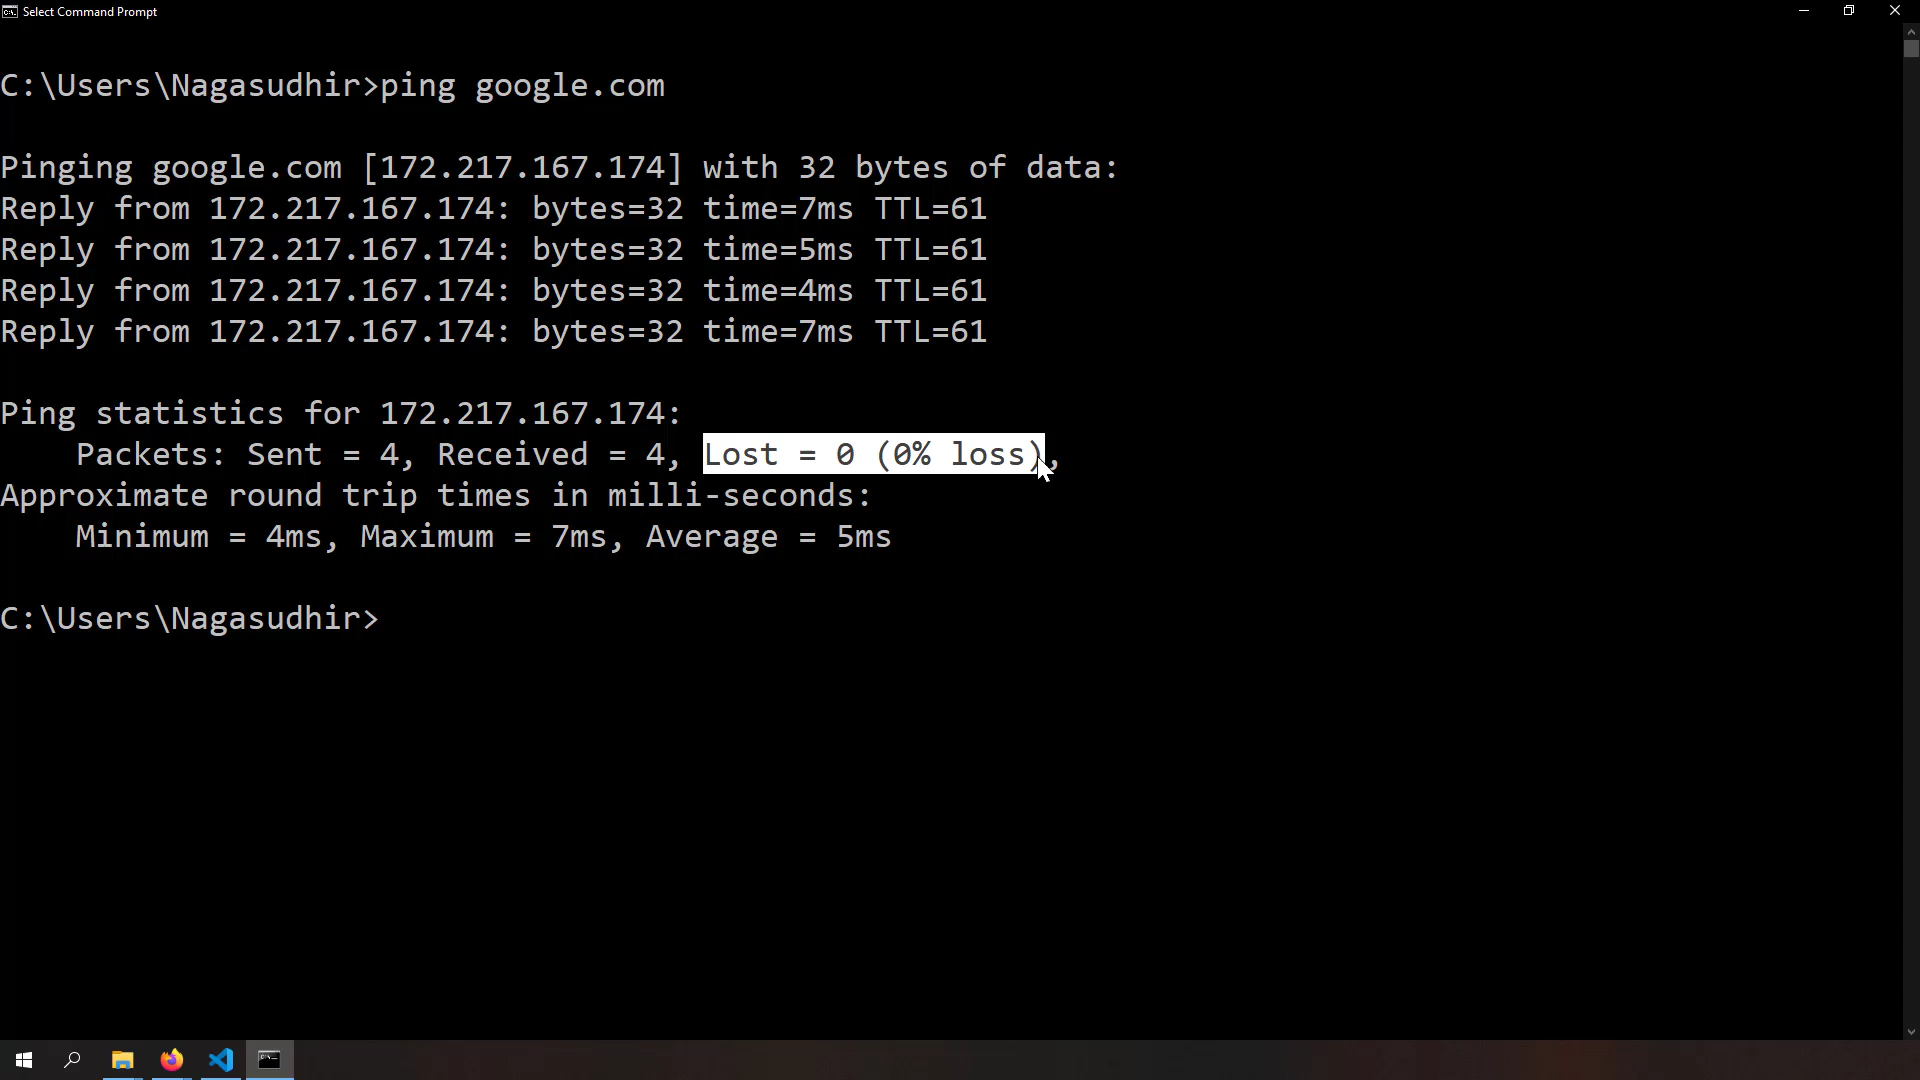 Select Command Prompt
C:\Users\Nagasudhir>ping google.com
Pinging google.com [172.217.167.174] with 32 bytes of data:
Reply from 172.217.167.174: bytes=32 time=7ms TTL=61
Reply from 172.217.167.174: bytes=32 time=5ms TTL=61
Reply from 172.217.167.174: bytes=32 time=4ms TTL=61
Reply from 172.217.167.174: bytes=32 time=7ms TTL=61
Ping statistics for 172.217.167.174:
    Packets: Sent = 4, Received = 4, Lost = 0 (0% loss),
Approximate round trip times in milli-seconds:
    Minimum = 4ms, Maximum = 7ms, Average = 5ms
C:\Users\Nagasudhir>